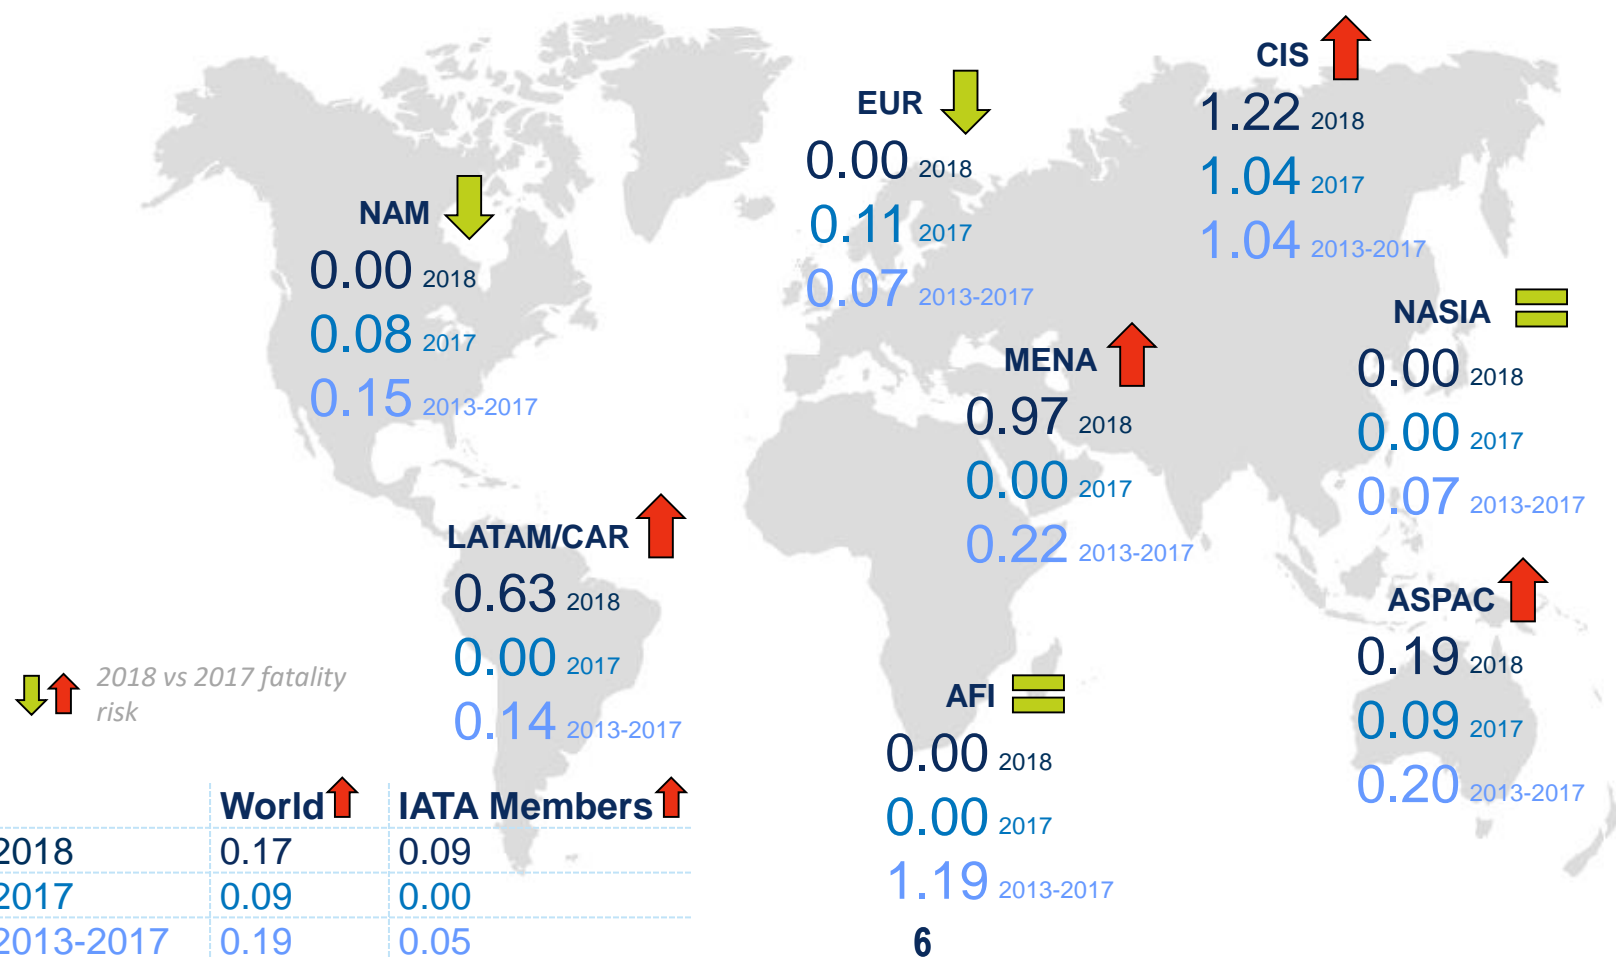 CIS
1.22 2018
1.04 2017
1.04 2013-2017
EUR
0.00 2018
0.11 2017
0.07 2013-2017
NAM
0.00 2018
0.08 2017
0.15 2013-2017
NASIA
0.00 2018
0.00 2017
0.07 2013-2017
MENA
0.97 2018
0.00 2017
0.22 2013-2017
LATAM/CAR
0.63 2018
0.00 2017
0.14 2013-2017
ASPAC
0.19 2018
0.09 2017
0.20 2013-2017
AFI
0.00 2018
0.00 2017
1.19 2013-2017
2018 vs 2017 fatality
risk
World IATA Members
2018 0.17 0.09
2017 0.09 0.00
2013-2017 0.19 0.05
6